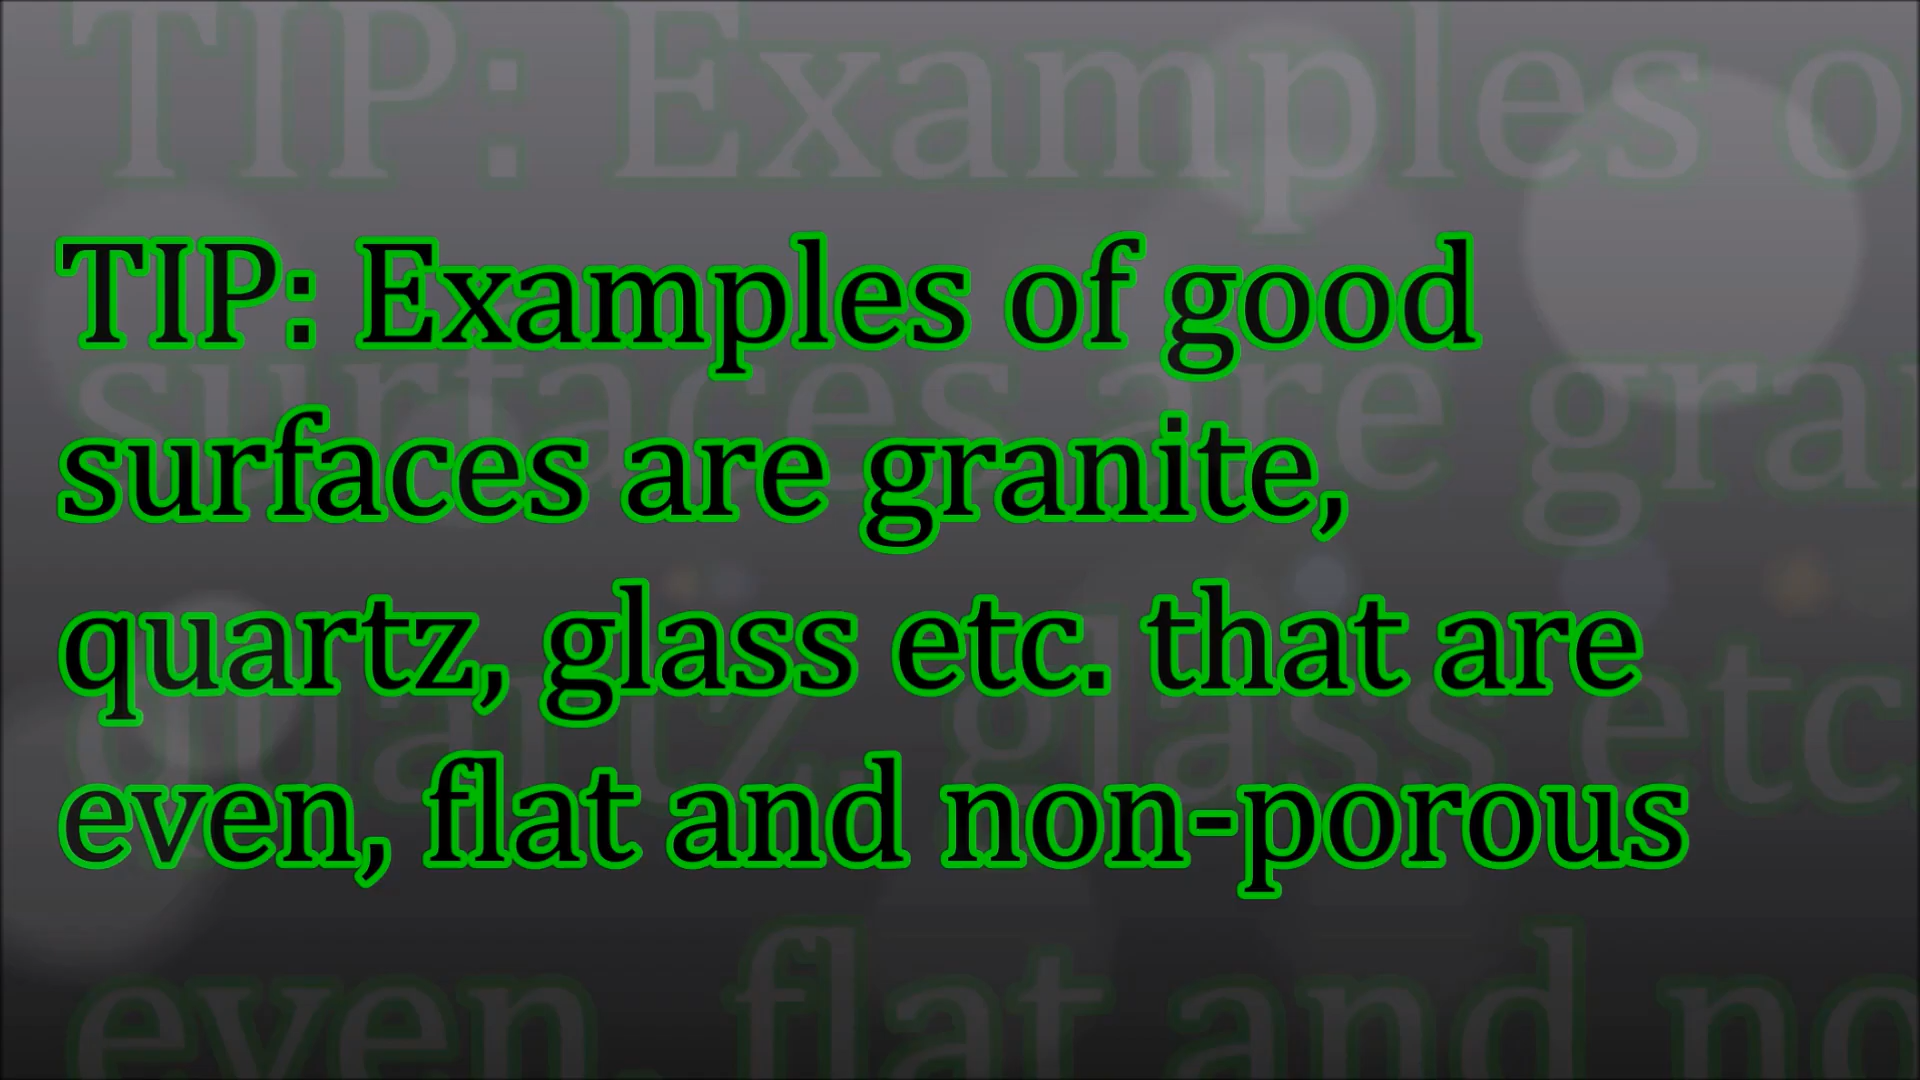 TIP: Examples of good
surfaces are granite,
quartz, glass etc. that are
even, flat and non-porous